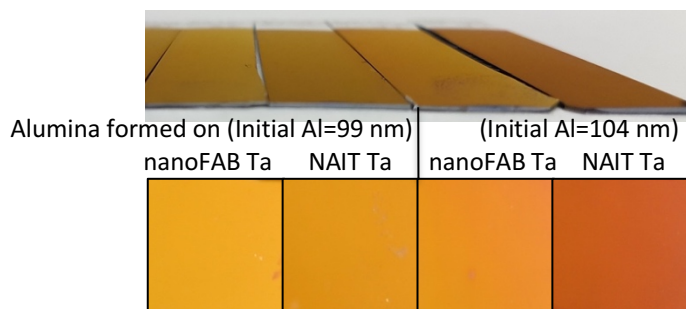 Alumina formed on (Initial Al=99 nm) (Initial Al=104 nm)
nanoFAB Ta NAIT Ta nanoFAB Ta NAIT Ta